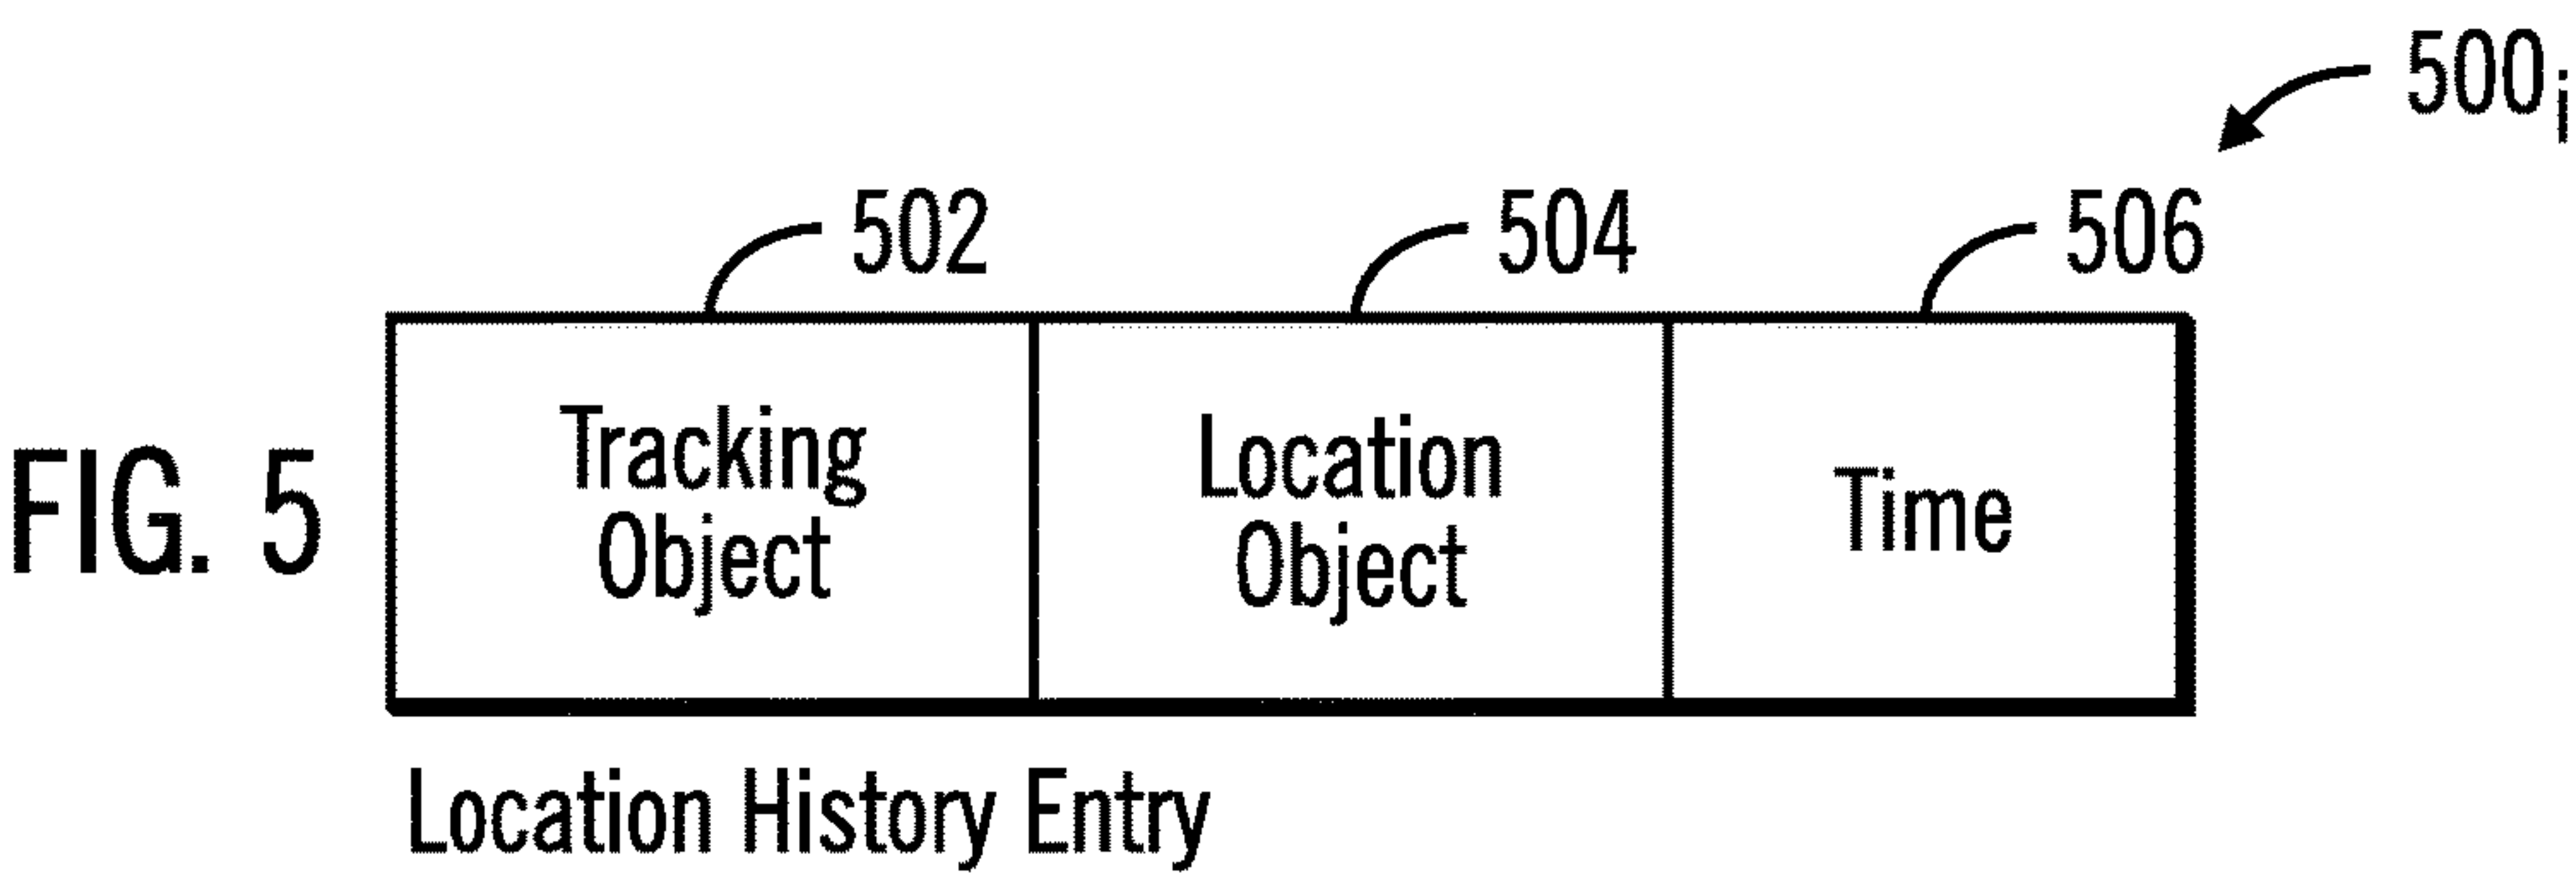 500i
502 504 506
FIG. 5
Tracking
Object
Location
Object
Time
Location History Entry